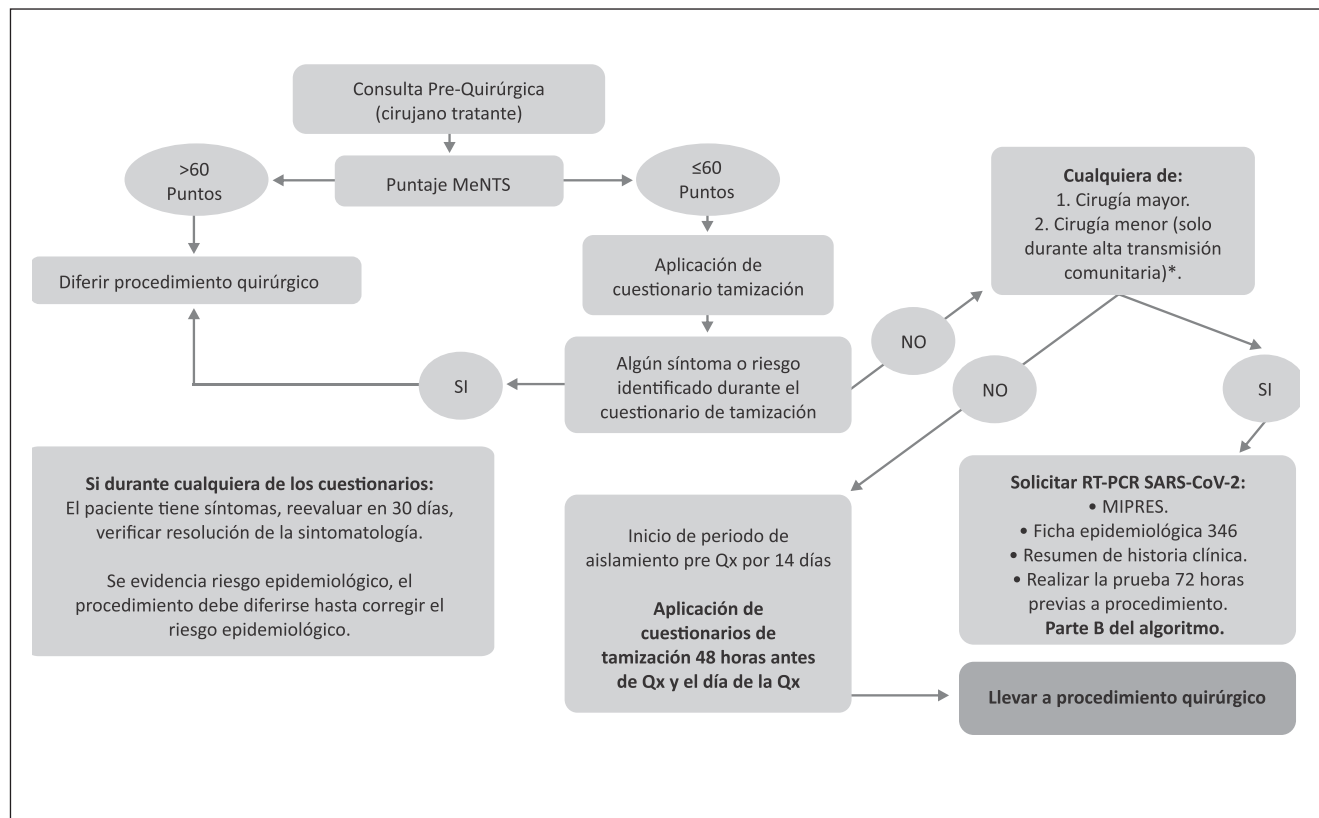 Consulta Pre-Quirúrgica
(cirujano tratante)
>60
Puntos
Puntaje MeNTS
≤60
Puntos
Diferir procedimiento quirúrgico
Aplicación de
cuestionario tamización
Algún síntoma o riesgo
identificado durante el
cuestionario de tamización
SI
NO
Cualquiera de:
1. Cirugía mayor.
2. Cirugía menor (solo
durante alta transmisión
comunitaria)*.
NO
SI
Si durante cualquiera de los cuestionarios:
El paciente tiene síntomas, reevaluar en 30 días,
verificar resolución de la sintomatología.
Se evidencia riesgo epidemiológico, el
procedimiento debe diferirse hasta corregir el
riesgo epidemiológico.
Inicio de periodo de
aislamiento pre Qx por 14 días
Aplicación de
cuestionarios de
tamización 48 horas antes
de Qx y el día de la Qx
Solicitar RT-PCR SARS-CoV-2:
• MIPRES.
• Ficha epidemiológica 346
• Resumen de historia clínica.
• Realizar la prueba 72 horas
previas a procedimiento.
Parte B del algoritmo.
Llevar a procedimiento quirúrgico